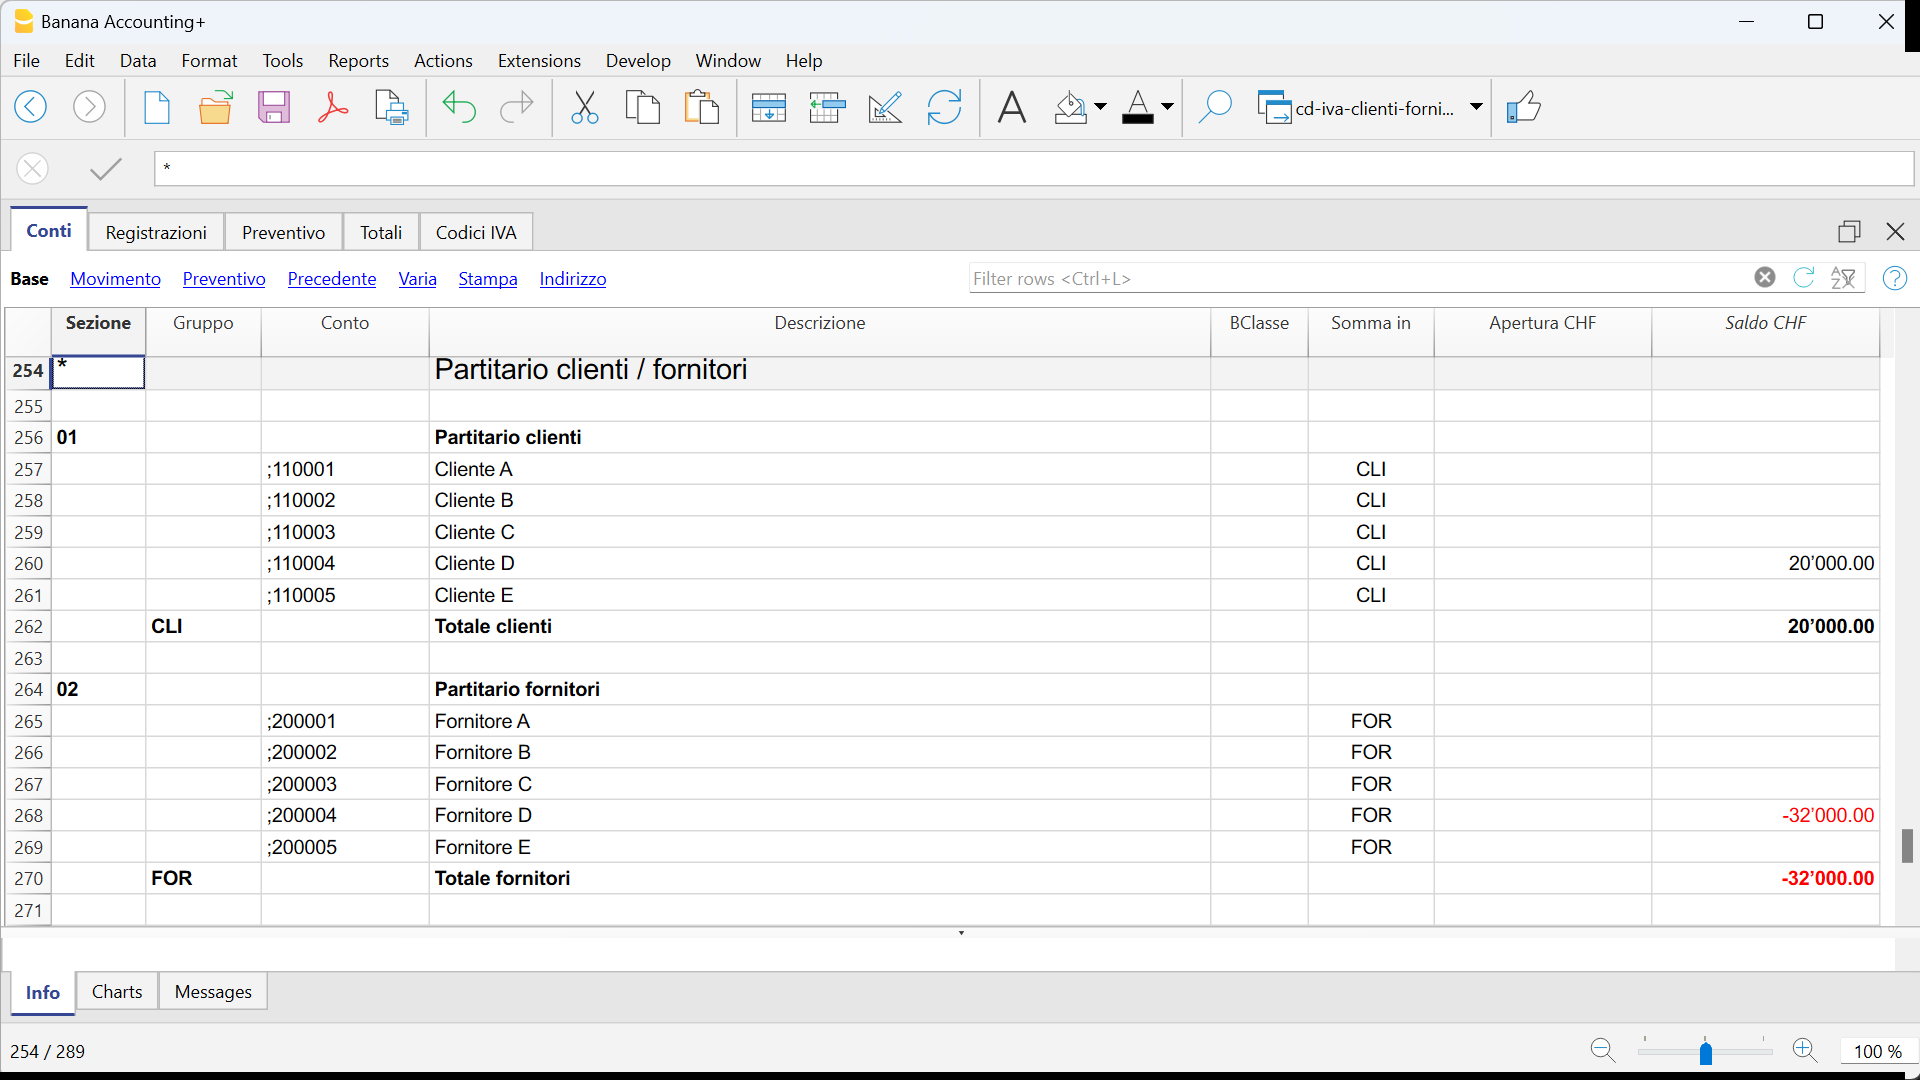 Banana Accounting+
File Edit Data Format Tools Reports Actions Extensions Develop Window Help
cd-iva-clienti-forni...
*
Conti Registrazioni Preventivo Totali Codici IVA
Base Movimento Preventivo Precedente Varia Stampa Indirizzo Filter rows <Ctrl+L>
Sezione Gruppo Conto Descrizione BClasse Somma in Apertura CHF Saldo CHF
254 * Partitario clienti / fornitori
255
256 01 Partitario clienti
257 ;110001 Cliente A CLI
258 ;110002 Cliente B CLI
259 ;110003 Cliente C CLI
260 ;110004 Cliente D CLI 20’000.00
261 ;110005 Cliente E CLI
262 CLI Totale clienti 20’000.00
263
264 02 Partitario fornitori
265 ;200001 Fornitore A FOR
266 ;200002 Fornitore B FOR
267 ;200003 Fornitore C FOR
268 ;200004 Fornitore D FOR -32’000.00
269 ;200005 Fornitore E FOR
270 FOR Totale fornitori -32’000.00
271
Info Charts Messages
254 / 289 100 %